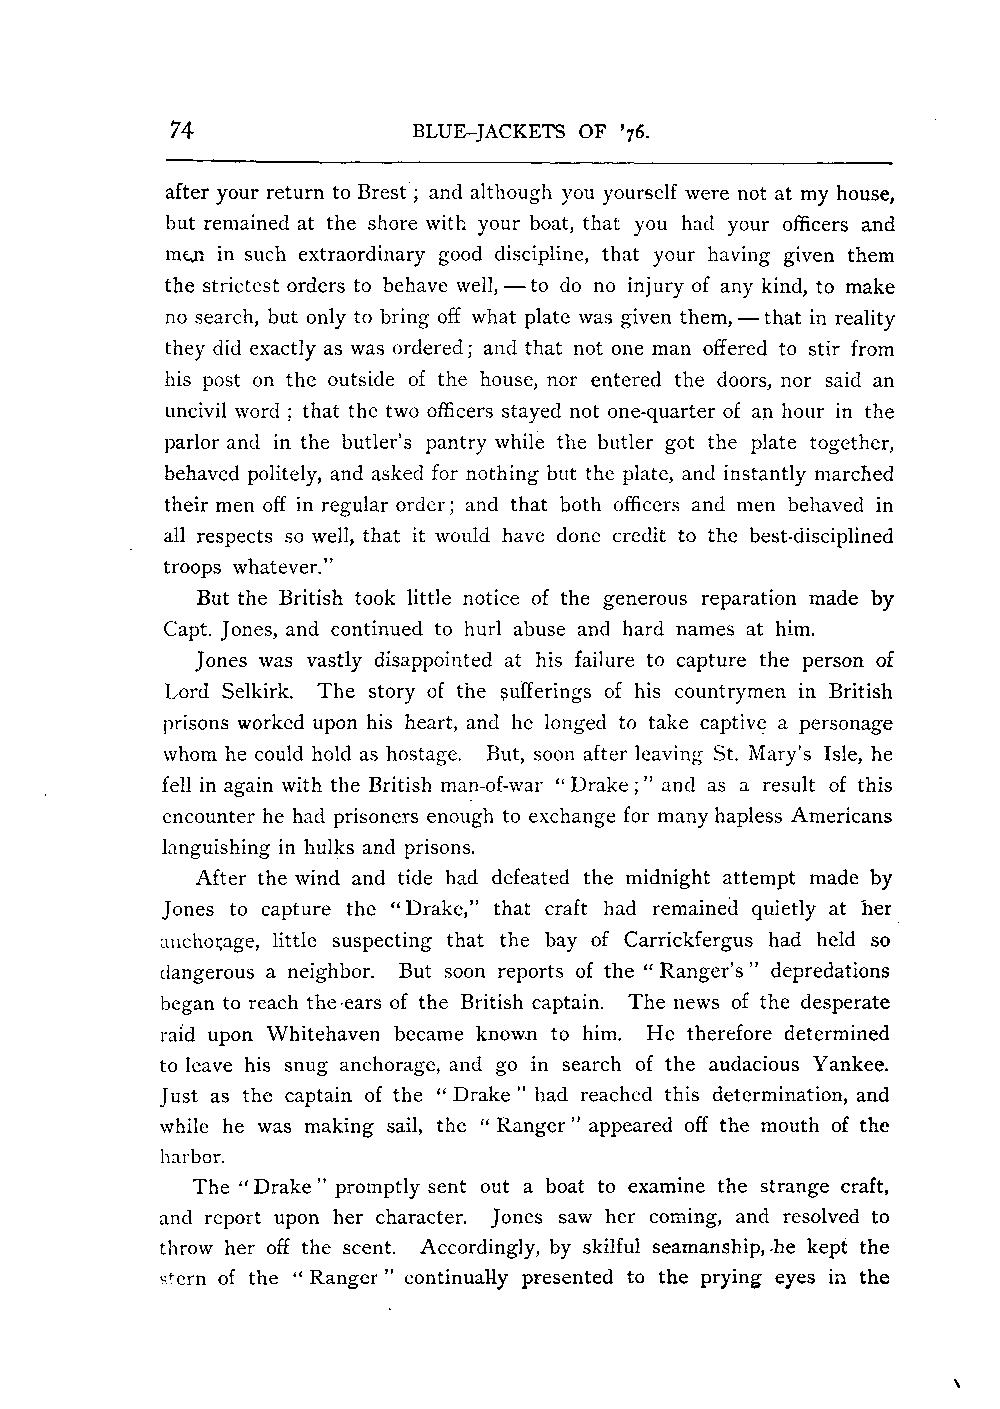 74 BLUE-JACKETS OF '76.
after your return to Brest; and although you yourself were not at my house,
but remained at the shore with your boat, that you had your officers and
men in such extraordinary good discipline, that your having given them
the strictest orders to behave well, — to do no injury of any kind, to make
no search, but only to bring off what plate was given them, — that in reality
they did exactly as was ordered; and that not one man offered to stir from
his post on the outside of the house, nor entered the doors, nor said an
uncivil word; that the two officers stayed not one-quarter of an hour in the
parlor and in the butler's pantry while the butler got the plate together,
behaved politely, and asked for nothing but the plate, and instantly marched
their men off in regular order; and that both officers and men behaved in
all respects so well, that it would have done credit to the best-disciplined
troops whatever."
But the British took little notice of the generous reparation made by
Capt. Jones, and continued to hurl abuse and hard names at him.
Jones was vastly disappointed at his failure to capture the person of
Lord Selkirk. The story of the sufferings of his countrymen in British
prisons worked upon his heart, and he longed to take captive a personage
whom he could hold as hostage. But, soon after leaving St. Mary's Isle, he
fell in again with the British man-of-war "Drake;" and as a result of this
encounter he had prisoners enough to exchange for many hapless Americans
languishing in hulks and prisons.
After the wind and tide had defeated the midnight attempt made by
Jones to capture the "Drake," that craft had remained quietly at her
anchorage, little suspecting that the bay of Carrickfergus had held so
dangerous a neighbor. But soon reports of the "Ranger's" depredations
began to reach the ears of the British captain. The news of the desperate
raid upon Whitehaven became known to him. He therefore determined
to leave his snug anchorage, and go in search of the audacious Yankee.
Just as the captain of the "Drake" had reached this determination, and
while he was making sail, the "Ranger" appeared off the mouth of the
harbor.
The "Drake" promptly sent out a boat to examine the strange craft,
and report upon her character. Jones saw her coming, and resolved to
throw her off the scent. Accordingly, by skilful seamanship, he kept the
stern of the "Ranger" continually presented to the prying eyes in the